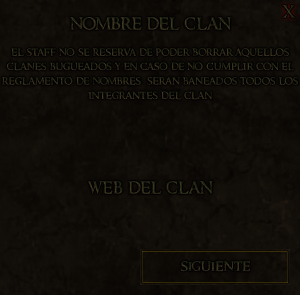 NOMBRE DEL CLAN
EL STAFF NO SE RESERVA DE PODER BORRAR AQUELLOS
CLANES BUGUEADOS Y EN CASO DE NO CUMPLIR CON EL
REGLAMENTO DE NOMBRES, SERAN BANEADOS TODOS LOS
INTEGRANTES DEL CLAN
WEB DEL CLAN
SIGUIENTE